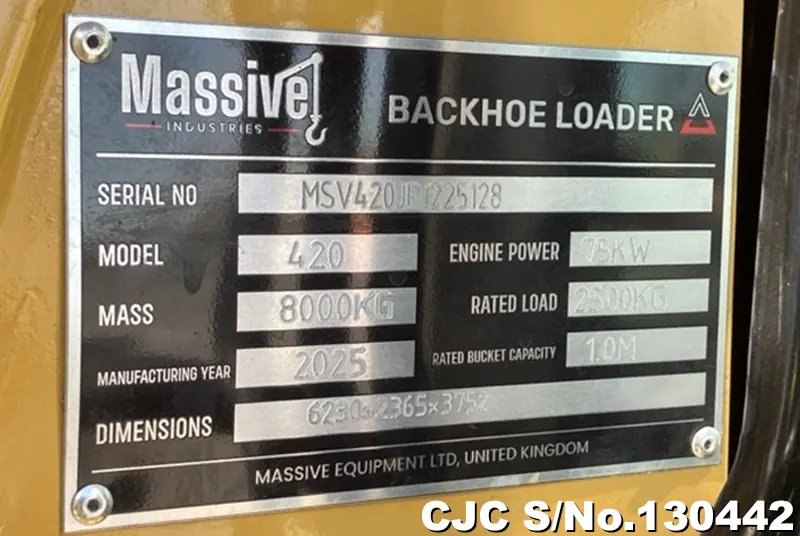 Massive
INDUSTRIES
BACKHOE LOADER
SERIAL NO MSV420JP1225128
MODEL 420
ENGINE POWER 75KW
MASS 8000KG
RATED LOAD 2500KG
MANUFACTURING YEAR 2025
RATED BUCKET CAPACITY 1.0M
DIMENSIONS 6230×2365×3752
MASSIVE EQUIPMENT LTD, UNITED KINGDOM
CJC S/No.130442